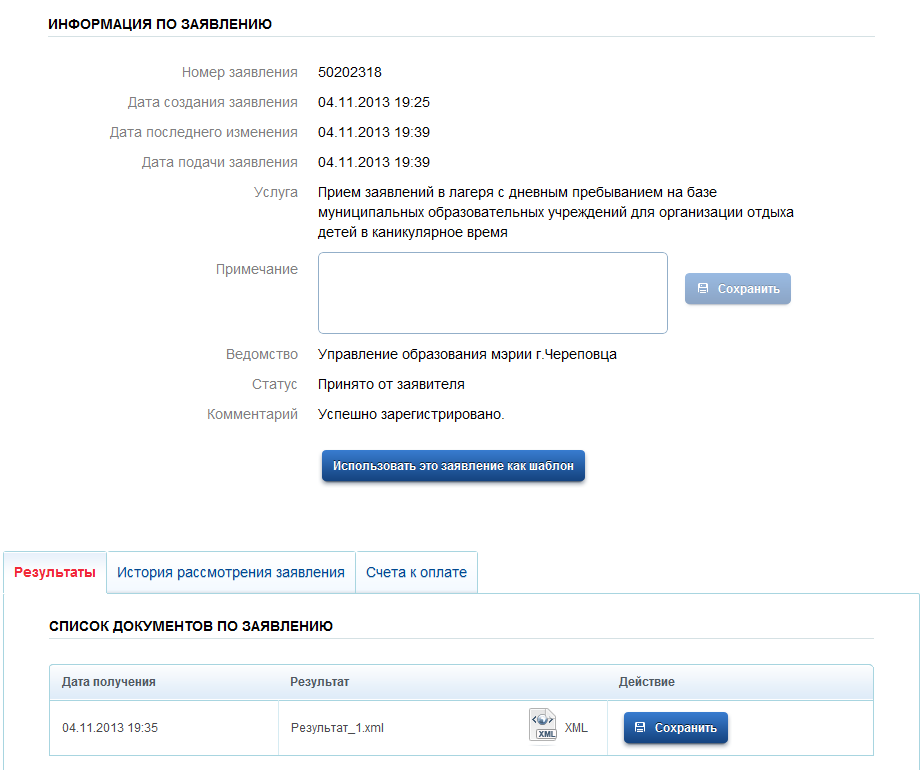 ИНФОРМАЦИЯ ПО ЗАЯВЛЕНИЮ
Номер заявления 50202318
Дата создания заявления 04.11.2013 19:25
Дата последнего изменения 04.11.2013 19:39
Дата подачи заявления 04.11.2013 19:39
Услуга Прием заявлений в лагеря с дневным пребыванием на базе
муниципальных образовательных учреждений для организации отдыха
детей в каникулярное время
Примечание
Сохранить
Ведомство Управление образования мэрии г.Череповца
Статус Принято от заявителя
Комментарий Успешно зарегистрировано.
Использовать это заявление как шаблон
Результаты История рассмотрения заявления Счета к оплате
СПИСОК ДОКУМЕНТОВ ПО ЗАЯВЛЕНИЮ
Дата получения Результат Действие
04.11.2013 19:35 Результат_1.xml XML XML Сохранить